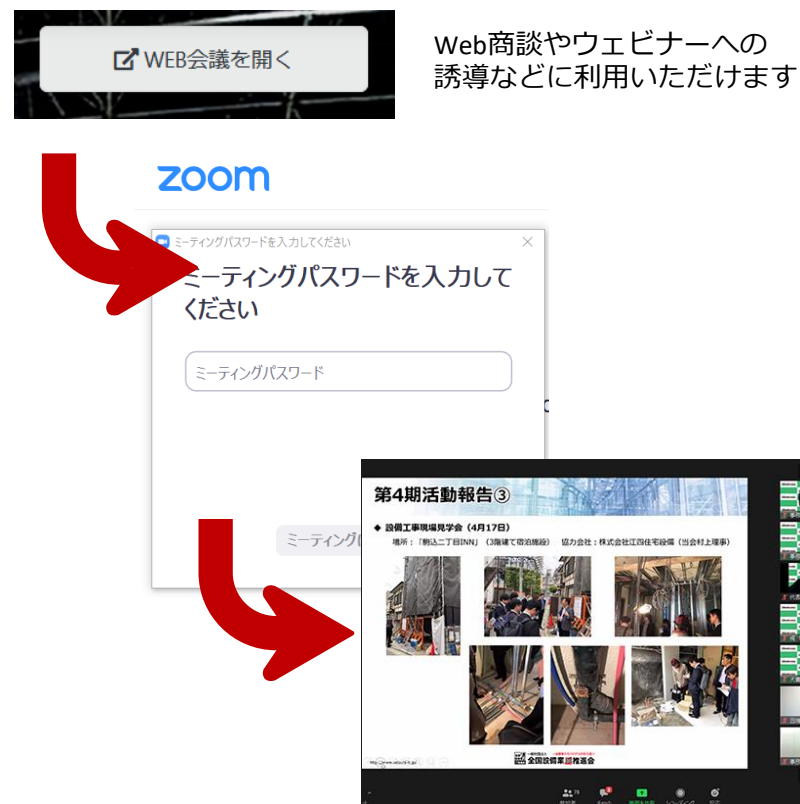 WEB会議を開く
Web商談やウェビナーへの
誘導などに利用いただけます
zoom
ミーティングパスワードを入力してください
ミーティングパスワードを入力して
ください
ミーティングパスワード
ミーティング
第4期活動報告③
◆ 設備工事現場見学会（4月17日）
場所：「駒込二丁目INN」（3階建て宿泊施設） 協力会社：株式会社江四住宅設備（当会村上理事）
全国設備業推進会